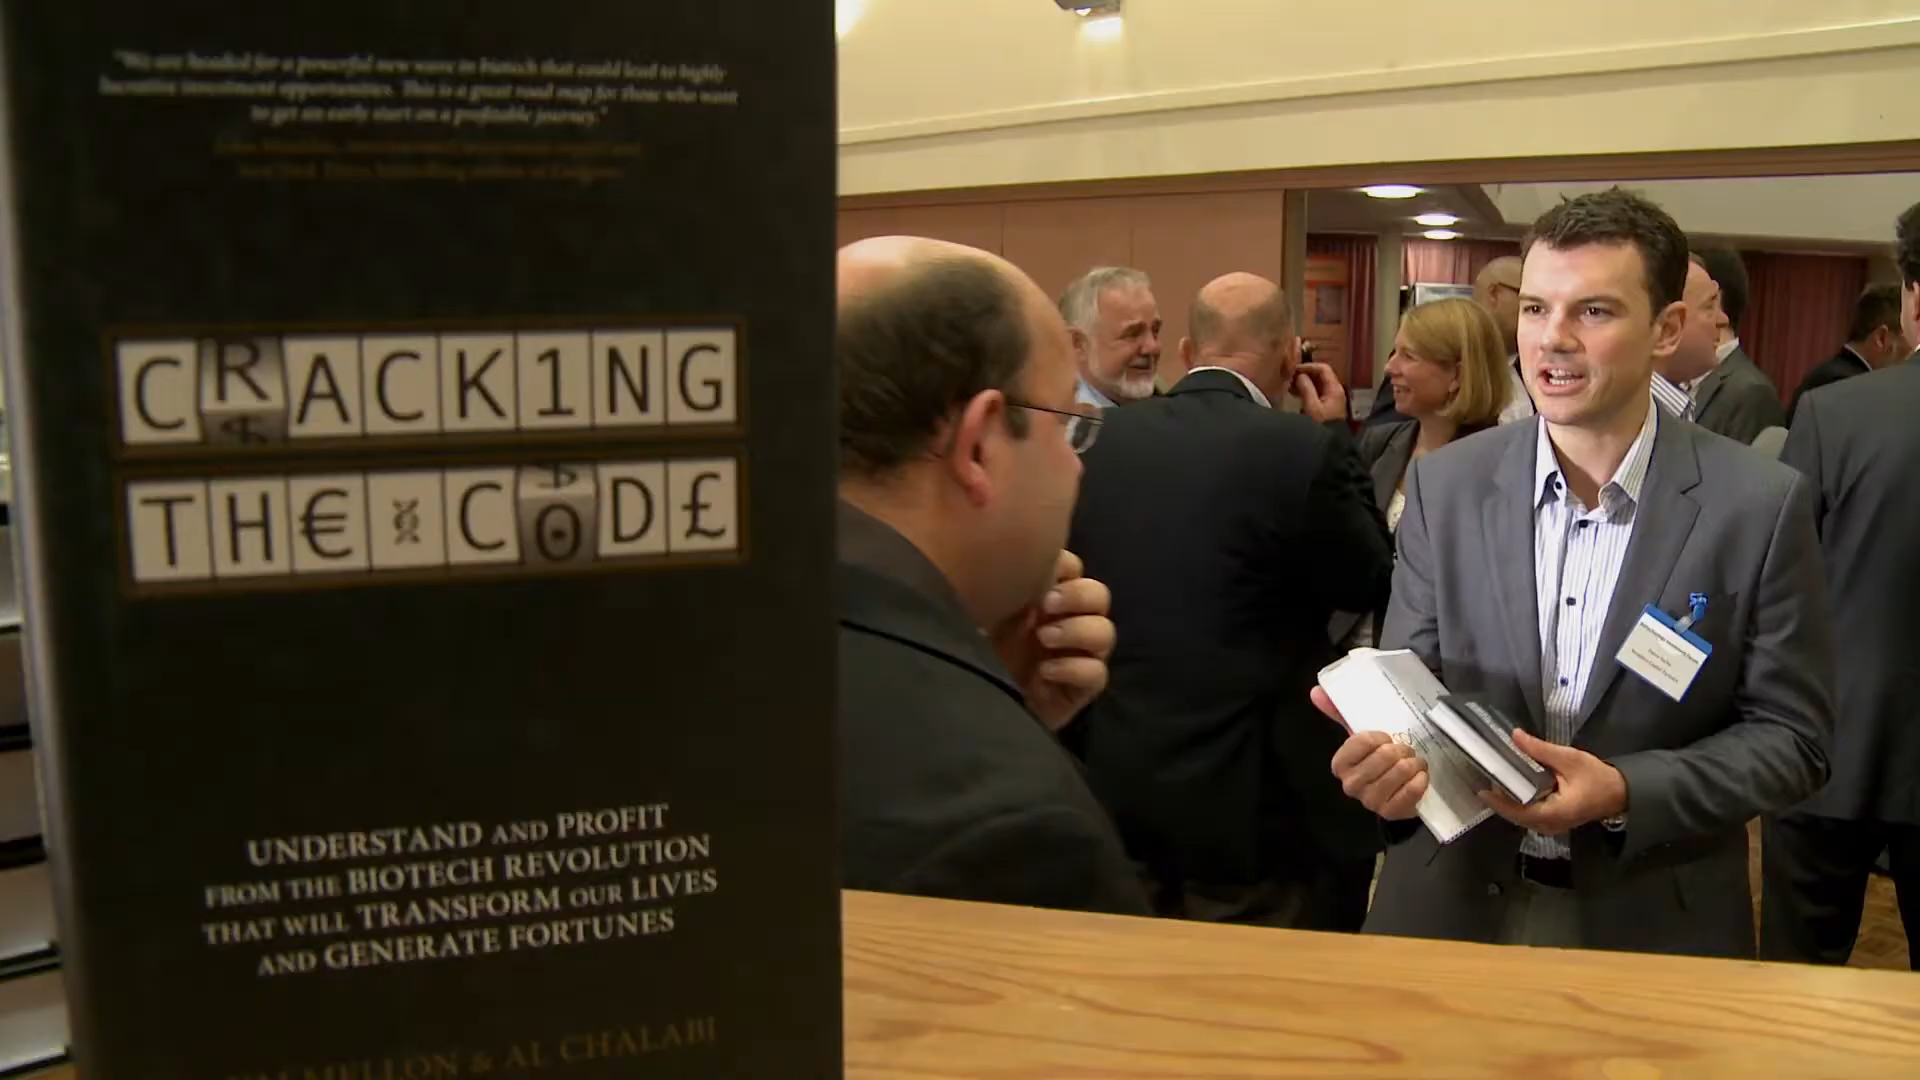 "We are headed for a powerful new wave in biotech that could lead to highly
lucrative investment opportunities. This is a great road map for those who want
to get an early start on a profitable journey."
CRACK1NG
TH€ COD£
UNDERSTAND AND PROFIT
FROM THE BIOTECH REVOLUTION
THAT WILL TRANSFORM OUR LIVES
AND GENERATE FORTUNES
MELLON & AL CHALABI